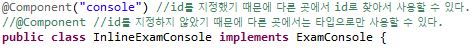 @Component("console") //id를 지정했기 때문에 다른 곳에서 id로 찾아서 사용할 수 있다.
//@Component //id를 지정하지 않았기 때문에 다른 곳에서는 타입으로만 사용할 수 있다.
public class InlineExamConsole implements ExamConsole {